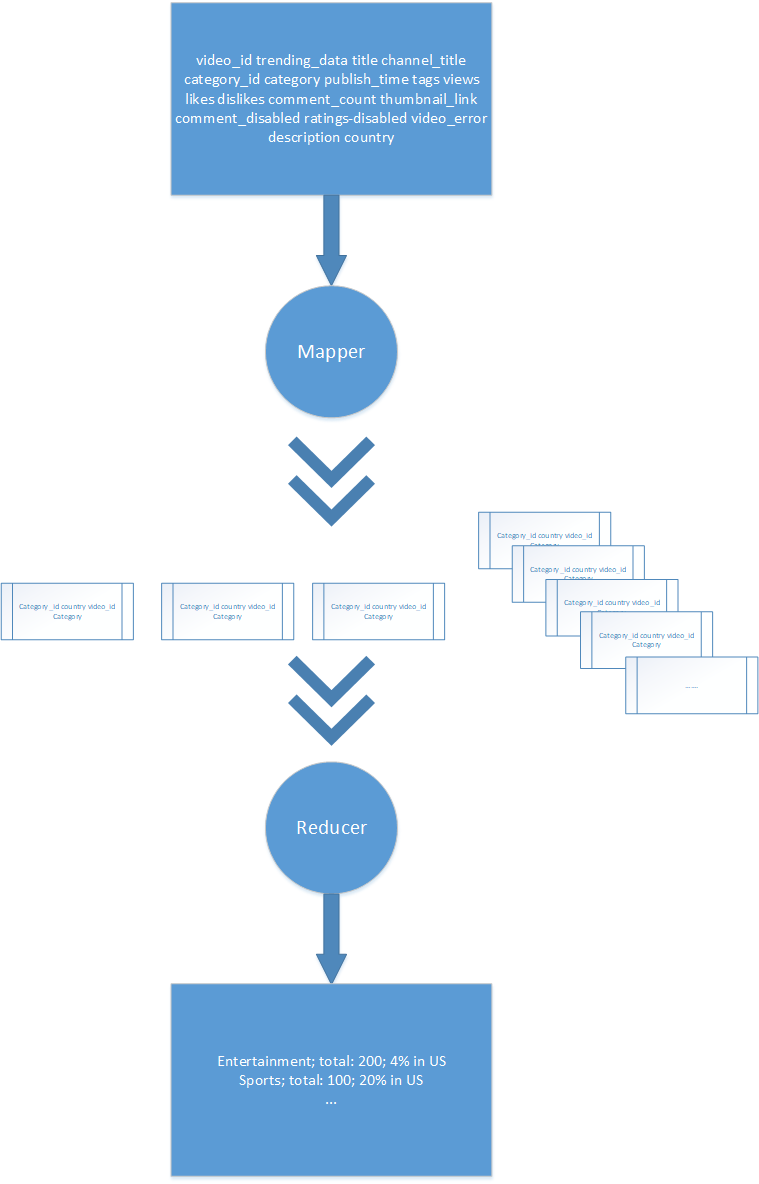 video_id trending_data title channel_title
category_id category publish_time tags views
likes dislikes comment_count thumbnail_link
comment_disabled ratings-disabled video_error
description country
Mapper
Category_id country video_id
Category
Category_id country video_id
Category
Category_id country video_id
Category
Category_id country video_id
Category
Category_id country video_id
Category
Category_id country video_id
Category_id country video_id
Category
... ...
Reducer
Entertainment; total: 200; 4% in US
Sports; total: 100; 20% in US
...